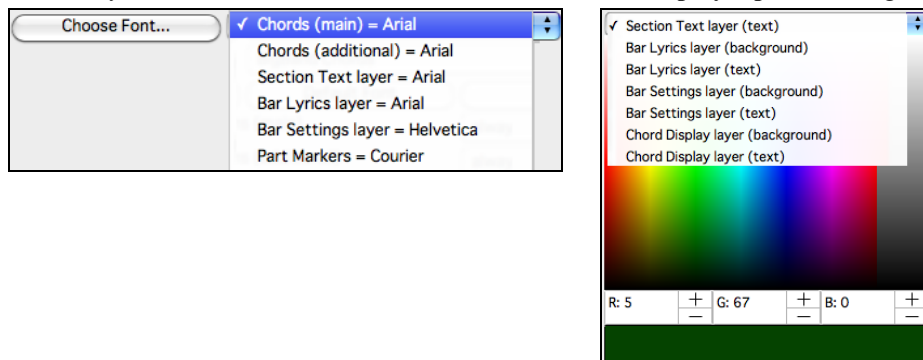 Choose Font...
✓ Chords (main) = Arial
Chords (additional) = Arial
Section Text layer = Arial
Bar Lyrics layer = Arial
Bar Settings layer = Helvetica
Part Markers = Courier
✓ Section Text layer (text)
Bar Lyrics layer (background)
Bar Lyrics layer (text)
Bar Settings layer (background)
Bar Settings layer (text)
Chord Display layer (background)
Chord Display layer (text)
R: 5 + − G: 67 + − B: 0 + −